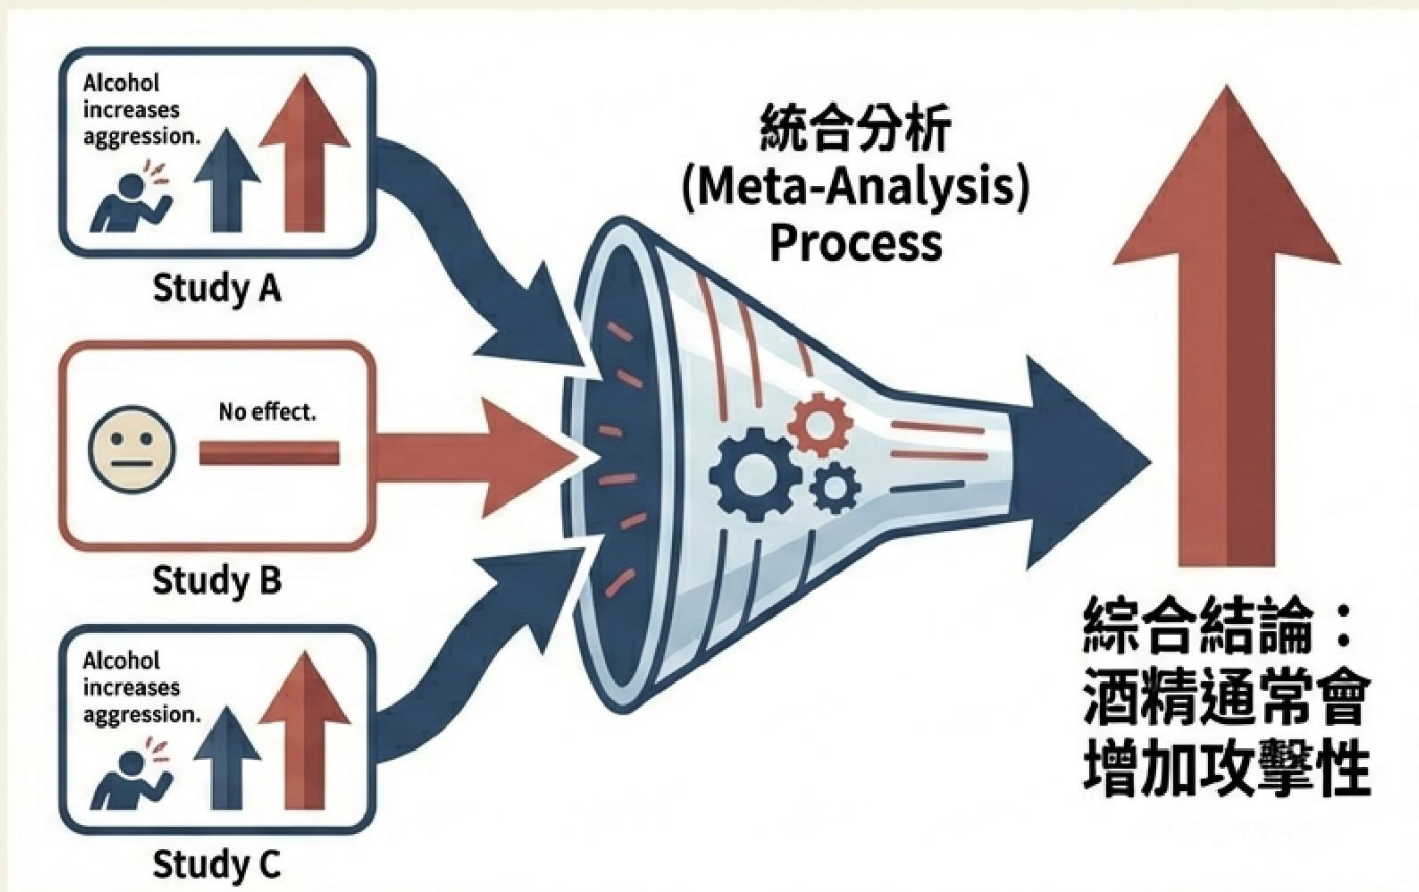 Alcohol
increases
aggression.
Study A
No effect.
Study B
Alcohol
increases
aggression.
Study C
統合分析
(Meta-Analysis)
Process
綜合結論：
酒精通常會
增加攻擊性